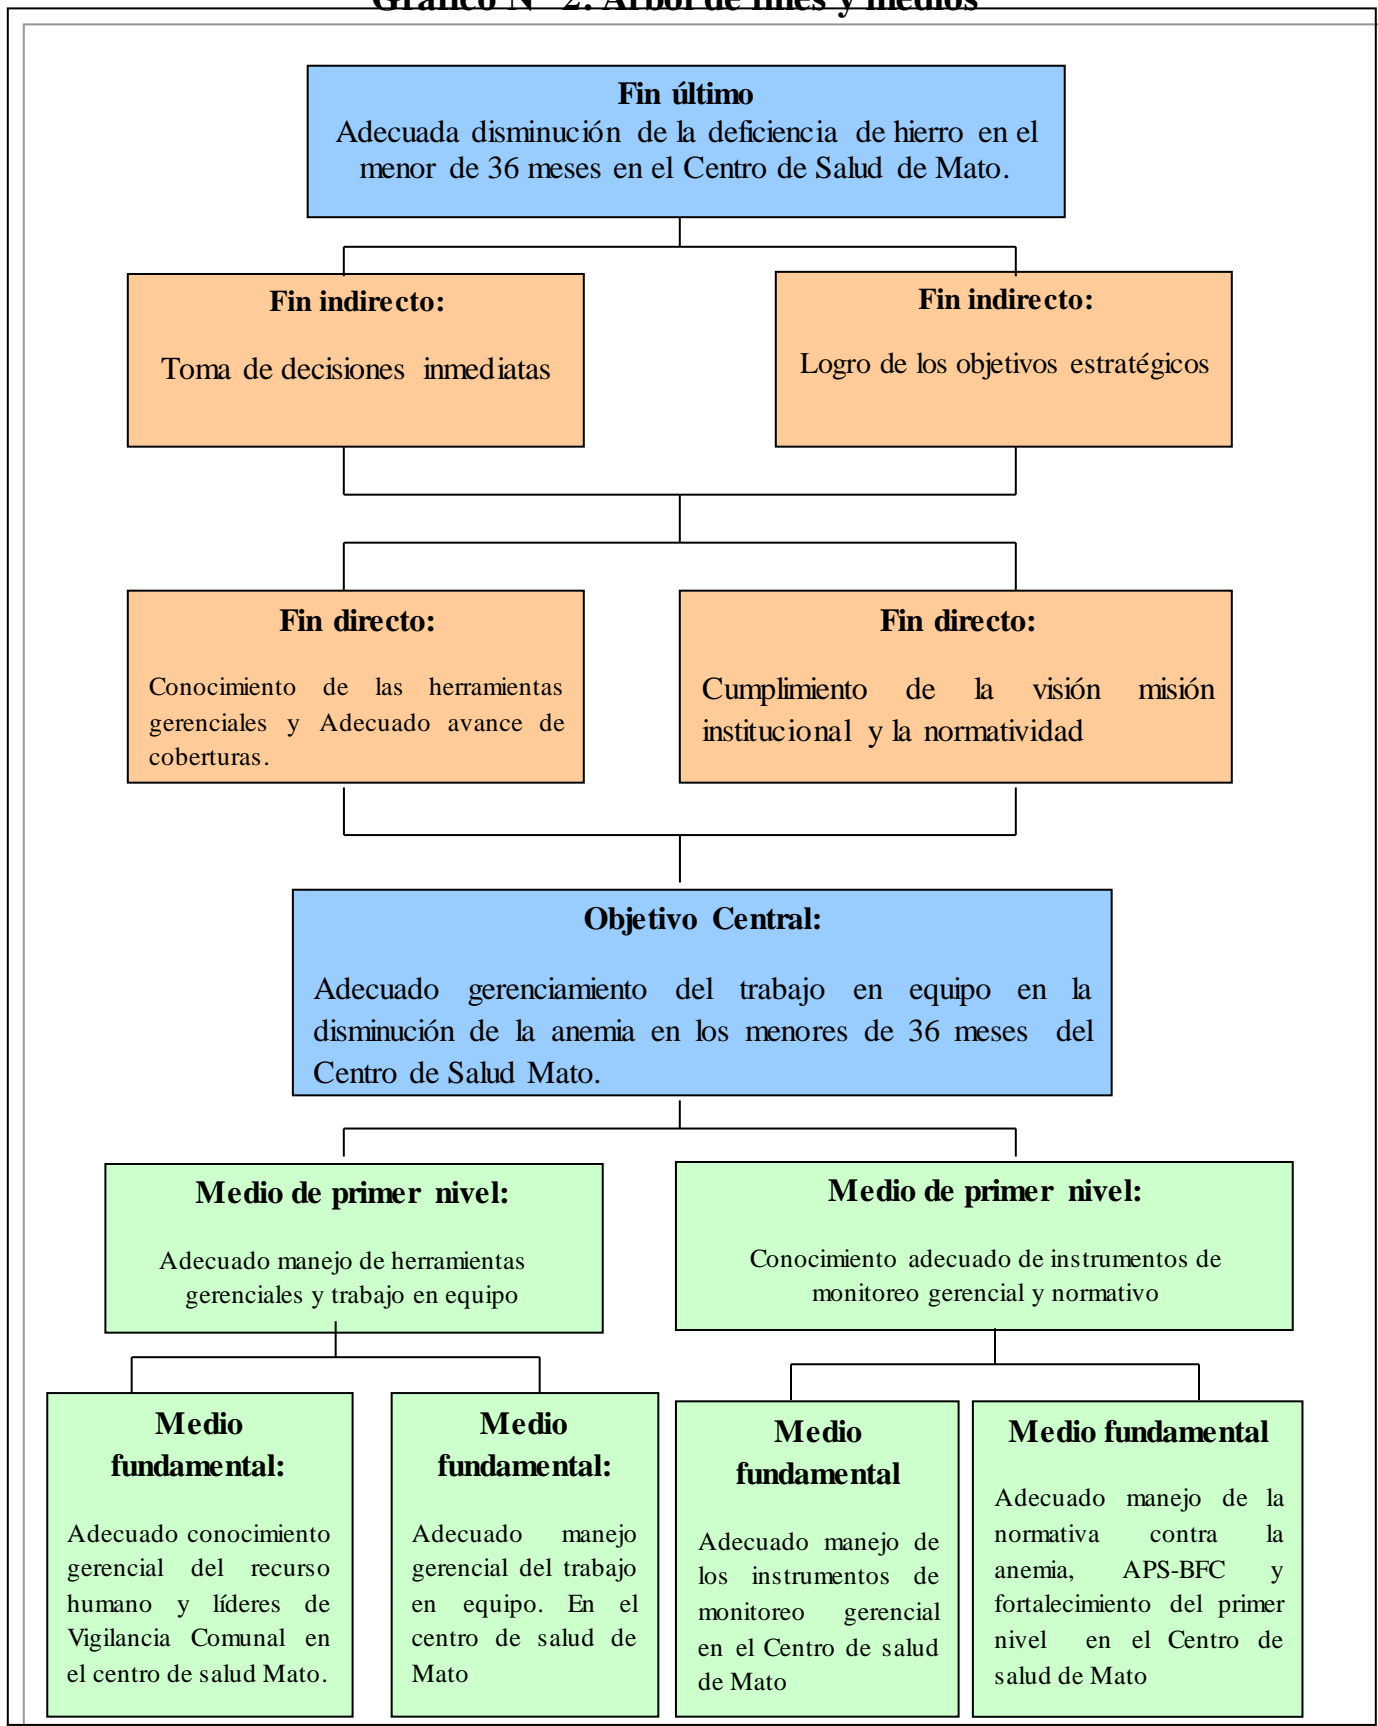 Gráfico N° 2: Árbol de fines y medios
Fin último
Adecuada disminución de la deficiencia de hierro en el
menor de 36 meses en el Centro de Salud de Mato.
Fin indirecto:
Toma de decisiones inmediatas
Fin indirecto:
Logro de los objetivos estratégicos
Fin directo:
Conocimiento de las herramientas
gerenciales y Adecuado avance de
coberturas.
Fin directo:
Cumplimiento de la visión misión
institucional y la normatividad
Objetivo Central:
Adecuado gerenciamiento del trabajo en equipo en la
disminución de la anemia en los menores de 36 meses del
Centro de Salud Mato.
Medio de primer nivel:
Adecuado manejo de herramientas
gerenciales y trabajo en equipo
Medio de primer nivel:
Conocimiento adecuado de instrumentos de
monitoreo gerencial y normativo
Medio
fundamental:
Adecuado conocimiento
gerencial del recurso
humano y líderes de
Vigilancia Comunal en
el centro de salud Mato.
Medio
fundamental:
Adecuado manejo
gerencial del trabajo
en equipo. En el
centro de salud de
Mato
Medio
fundamental
Adecuado manejo de
los instrumentos de
monitoreo gerencial
en el Centro de salud
de Mato
Medio fundamental
Adecuado manejo de la
normativa contra la
anemia, APS-BFC y
fortalecimiento del primer
nivel en el Centro de
salud de Mato